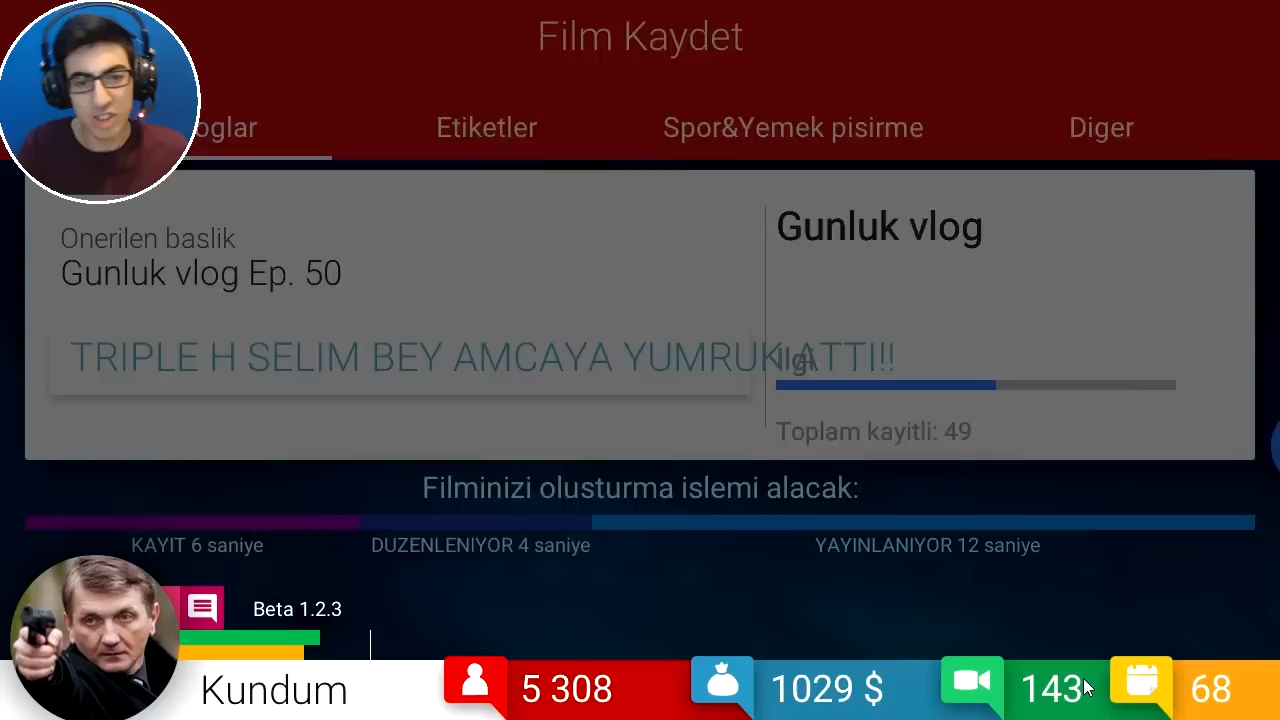 Film Kaydet
oglar
Etiketler
Spor&Yemek pisirme
Diger
Onerilen baslik
Gunluk vlog Ep. 50
TRIPLE H SELIM BEY AMCAYA YUMRUK ATTI!!
Gunluk vlog
Ilgi
Toplam kayitli: 49
Filminizi olusturma islemi alacak:
KAYIT 6 saniye
DUZENLENIYOR 4 saniye
YAYINLANIYOR 12 saniye
Beta 1.2.3
Kundum
5 308
1029 $
143
68